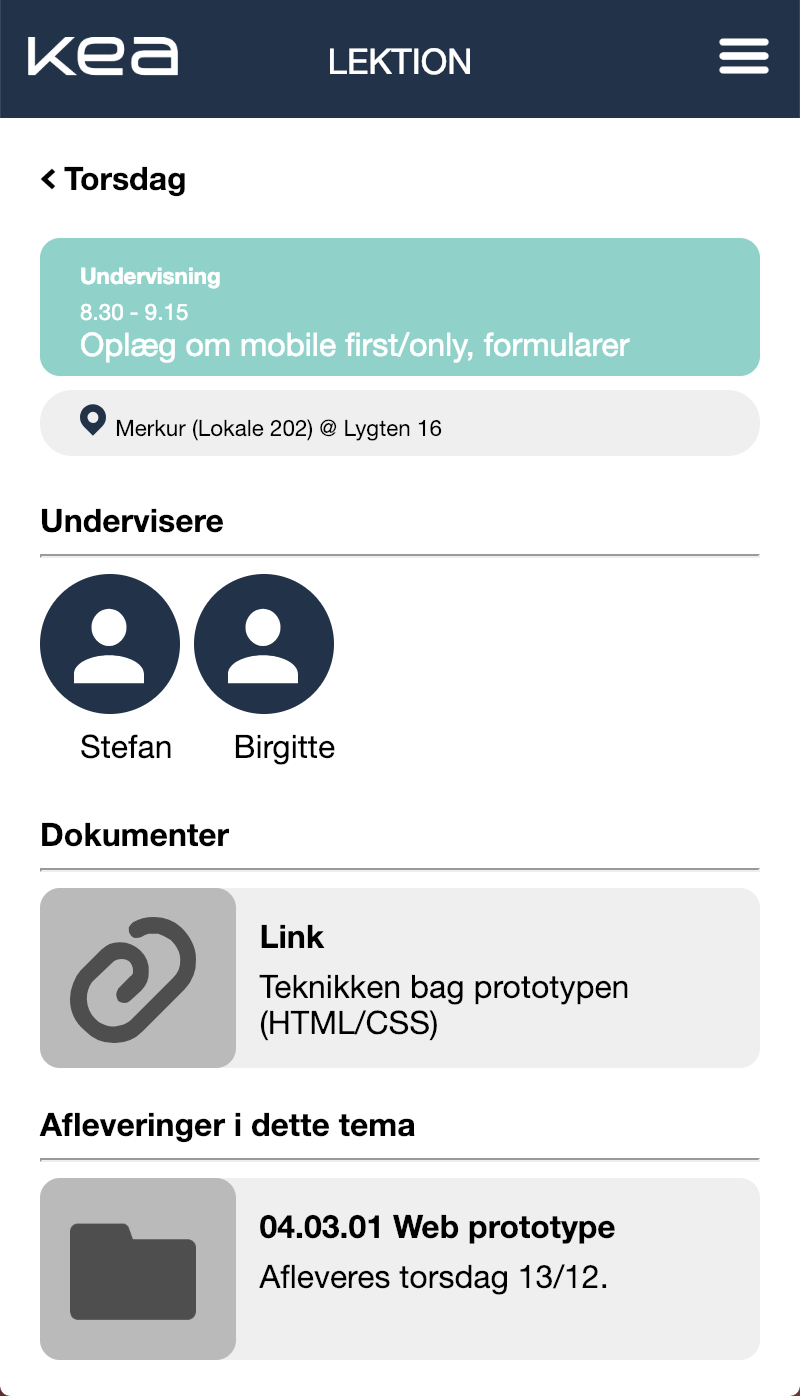 kea
LEKTION
< Torsdag
Undervisning
8.30 - 9.15
Oplæg om mobile first/only, formularer
Merkur (Lokale 202) @ Lygten 16
Undervisere
Stefan Birgitte
Dokumenter
Link
Teknikken bag prototypen
(HTML/CSS)
Afleveringer i dette tema
04.03.01 Web prototype
Afleveres torsdag 13/12.